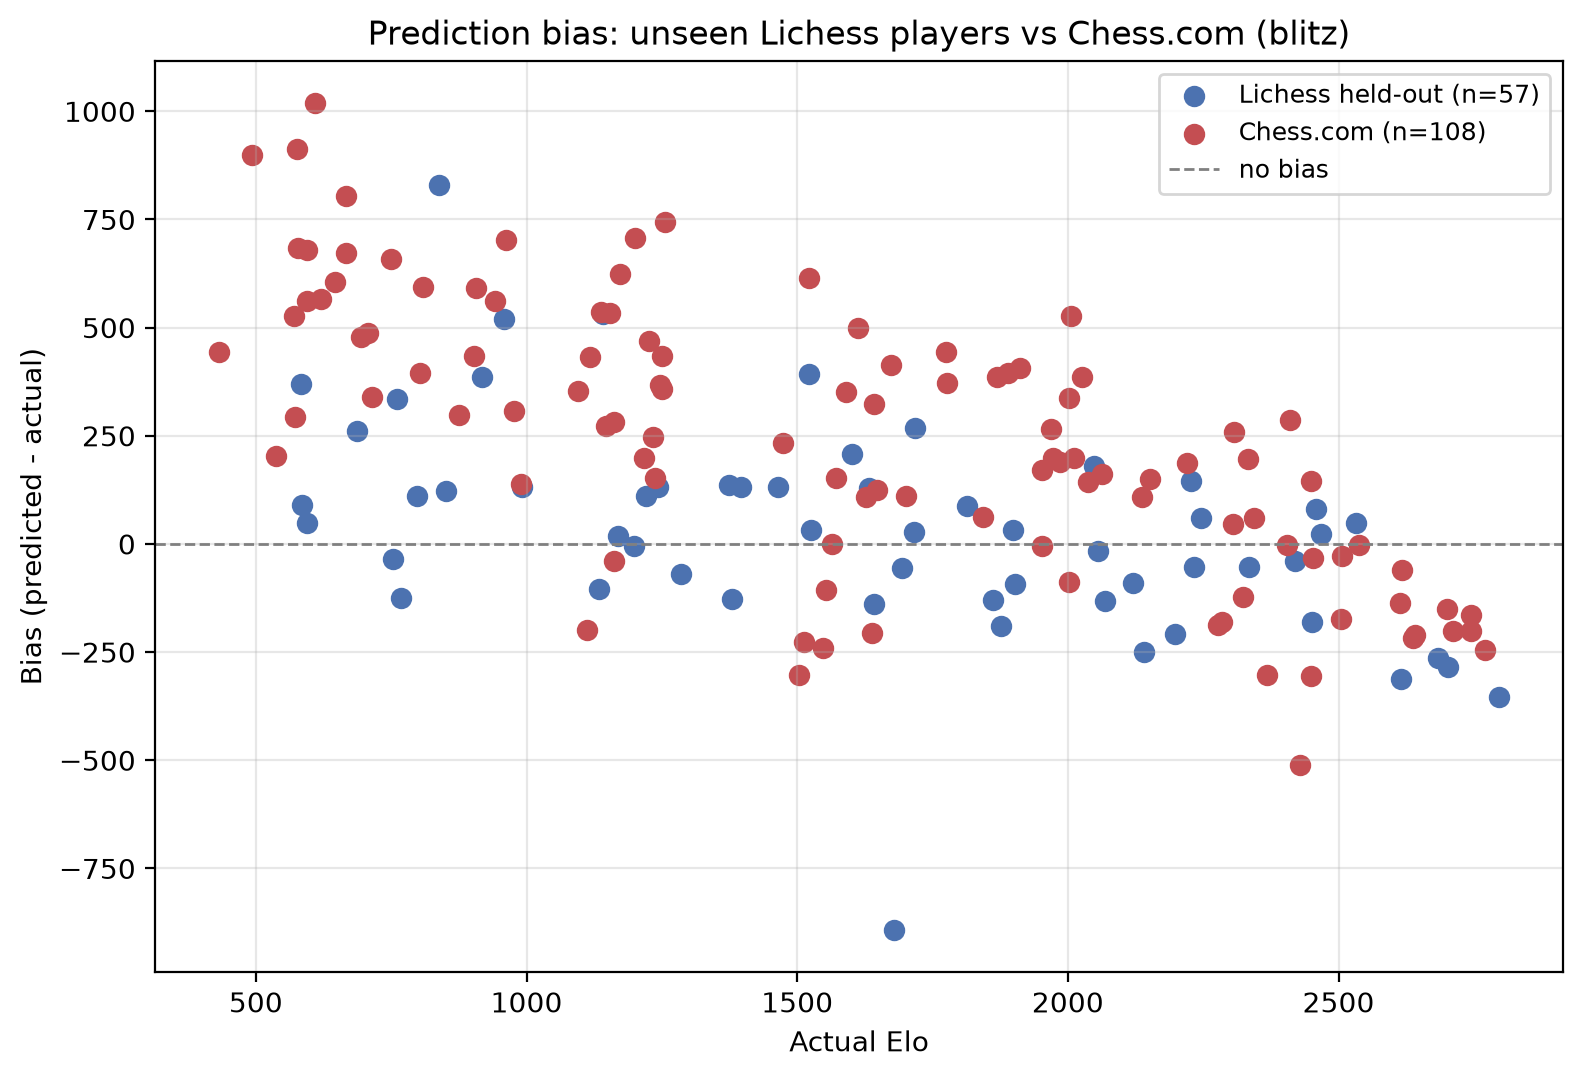 Prediction bias: unseen Lichess players vs Chess.com (blitz)
Lichess held-out (n=57)
Chess.com (n=108)
no bias
Bias (predicted - actual)
1000
750
500
250
0
−250
−500
−750
500 1000 1500 2000 2500
Actual Elo